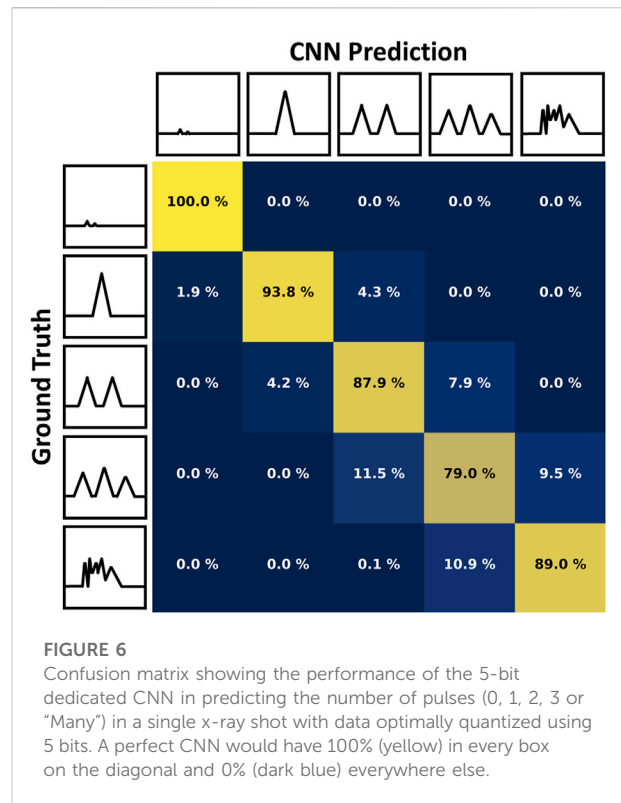 CNN Prediction
Ground Truth
100.0 % 0.0 % 0.0 % 0.0 % 0.0 %
1.9 % 93.8 % 4.3 % 0.0 % 0.0 %
0.0 % 4.2 % 87.9 % 7.9 % 0.0 %
0.0 % 0.0 % 11.5 % 79.0 % 9.5 %
0.0 % 0.0 % 0.1 % 10.9 % 89.0 %
FIGURE 6
Confusion matrix showing the performance of the 5-bit
dedicated CNN in predicting the number of pulses (0, 1, 2, 3 or
“Many”) in a single x-ray shot with data optimally quantized using
5 bits. A perfect CNN would have 100% (yellow) in every box
on the diagonal and 0% (dark blue) everywhere else.